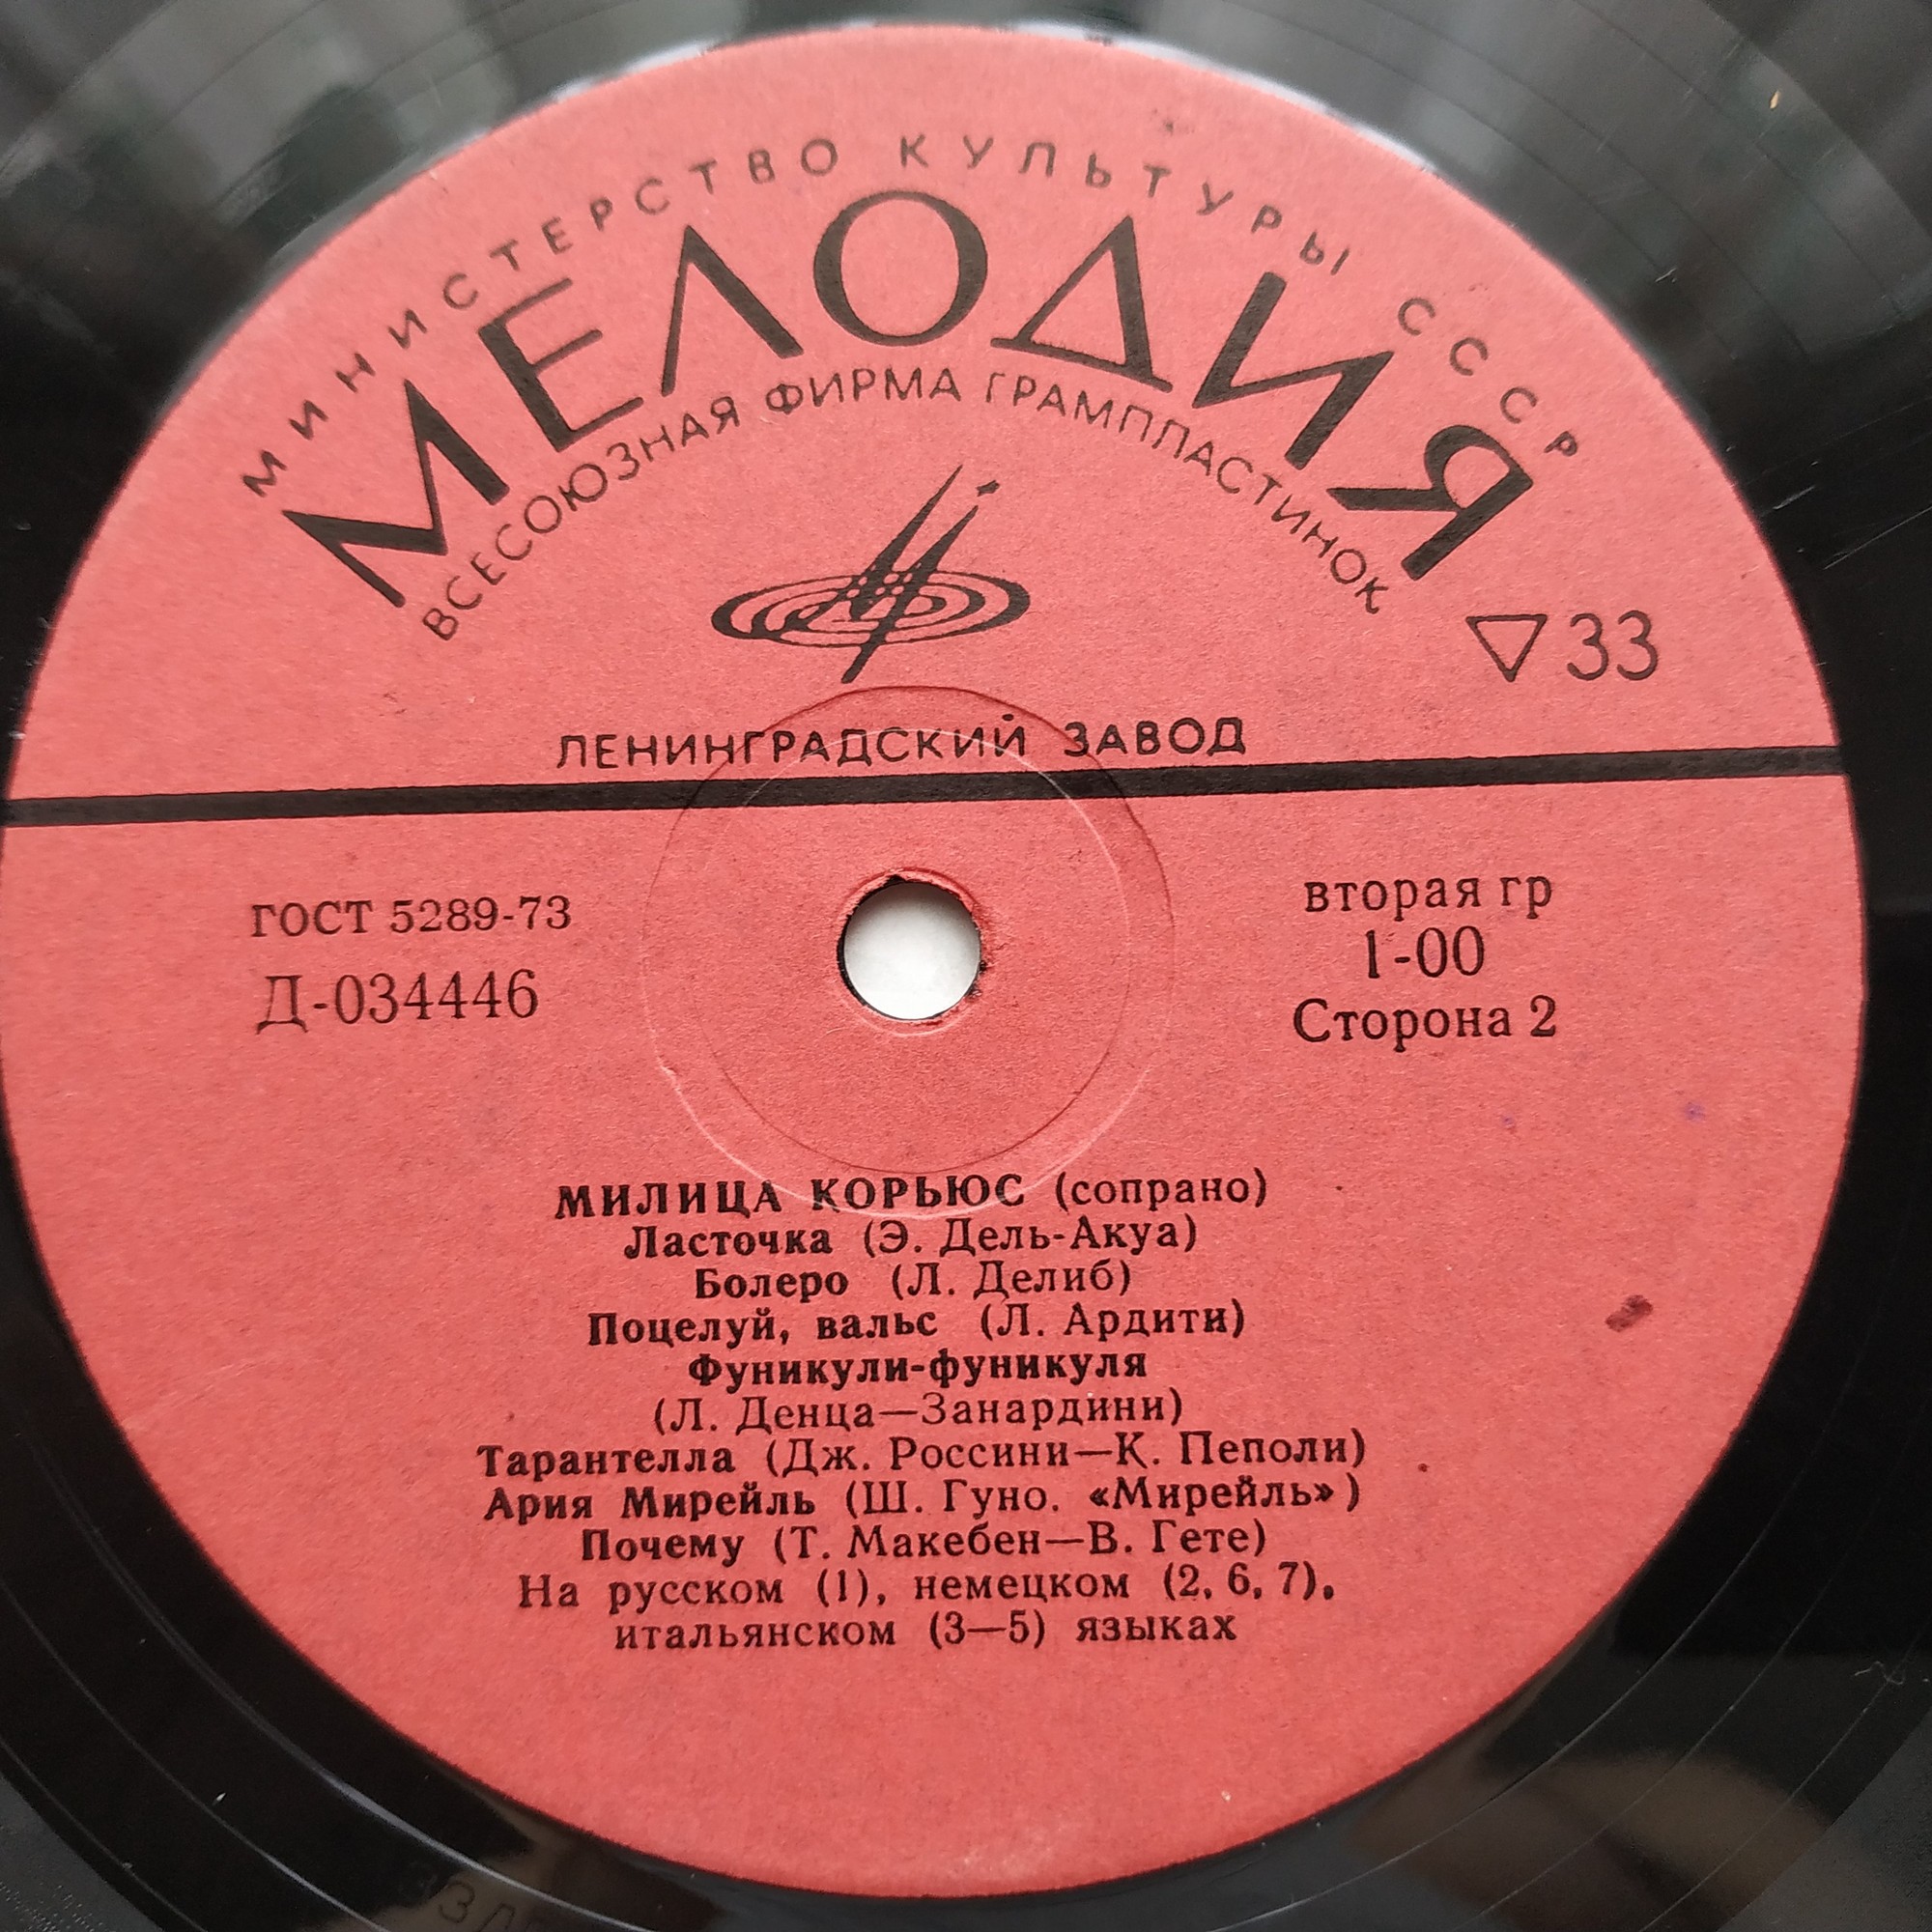 МИНИСТЕРСТВО КУЛЬТУРЫ СССР
МЕЛОДИЯ
ВСЕСОЮЗНАЯ ФИРМА ГРАМПЛАСТИНОК
▽33
ЛЕНИНГРАДСКИЙ ЗАВОД
ГОСТ 5289-73
Д-034446
вторая гр
1-00
Сторона 2
МИЛИЦА КОРЬЮС (сопрано)
Ласточка (Э. Дель-Акуа)
Болеро (Л. Делиб)
Поцелуй, вальс (Л. Ардити)
Фуникули-фуникуля
(Л. Денца—Занардини)
Тарантелла (Дж. Россини—К. Пеполи)
Ария Мирейль (Ш. Гуно. «Мирейль»)
Почему (Т. Макебен—В. Гете)
На русском (1), немецком (2, 6, 7),
итальянском (3—5) языках